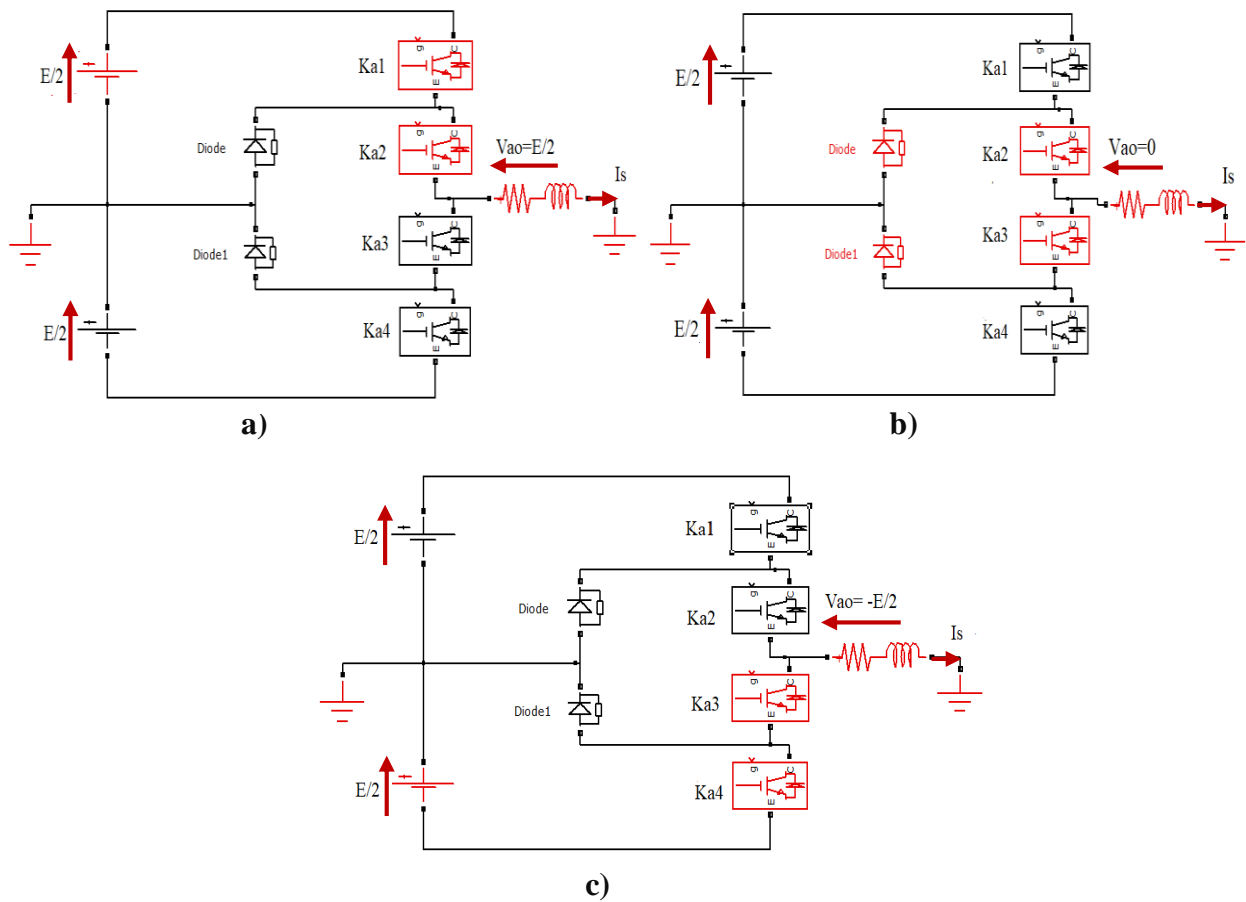 E/2
Ka1
g
C
E
Diode
Ka2
g
C
E
Vao=E/2
Is
Diode1
Ka3
g
C
E
E/2
Ka4
g
C
E
a)
E/2
Ka1
g
C
E
Diode
Ka2
g
C
E
Vao=0
Is
Diode1
Ka3
g
C
E
E/2
Ka4
g
C
E
b)
E/2
Ka1
g
C
E
Diode
Ka2
g
C
E
Vao= -E/2
Is
Diode1
Ka3
g
C
E
E/2
Ka4
g
C
E
c)